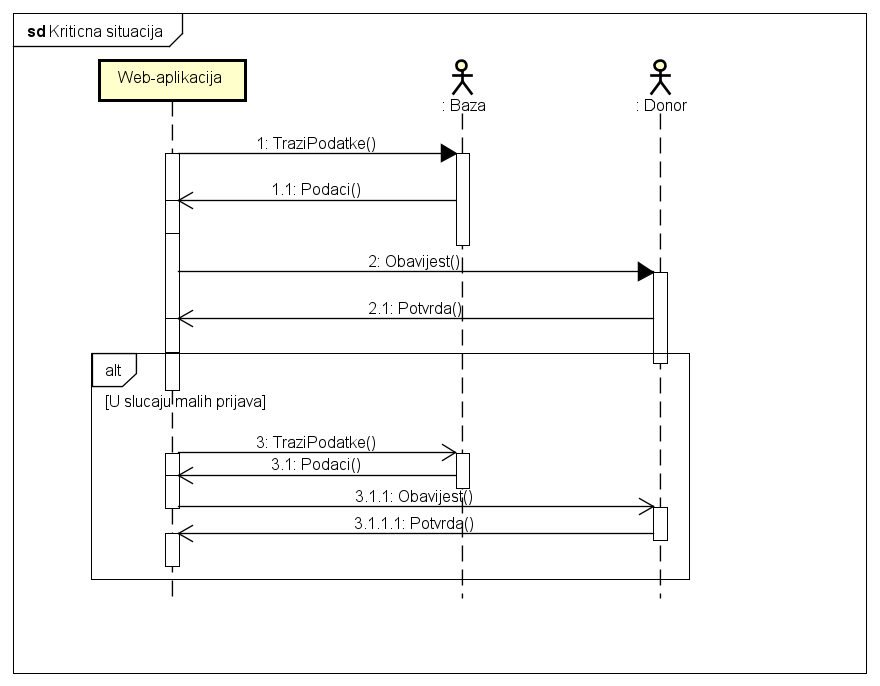 sd Kriticna situacija
Web-aplikacija
: Baza
: Donor
1: TraziPodatke()
1.1: Podaci()
2: Obavijest()
2.1: Potvrda()
alt
[U slucaju malih prijava]
3: TraziPodatke()
3.1: Podaci()
3.1.1: Obavijest()
3.1.1.1: Potvrda()